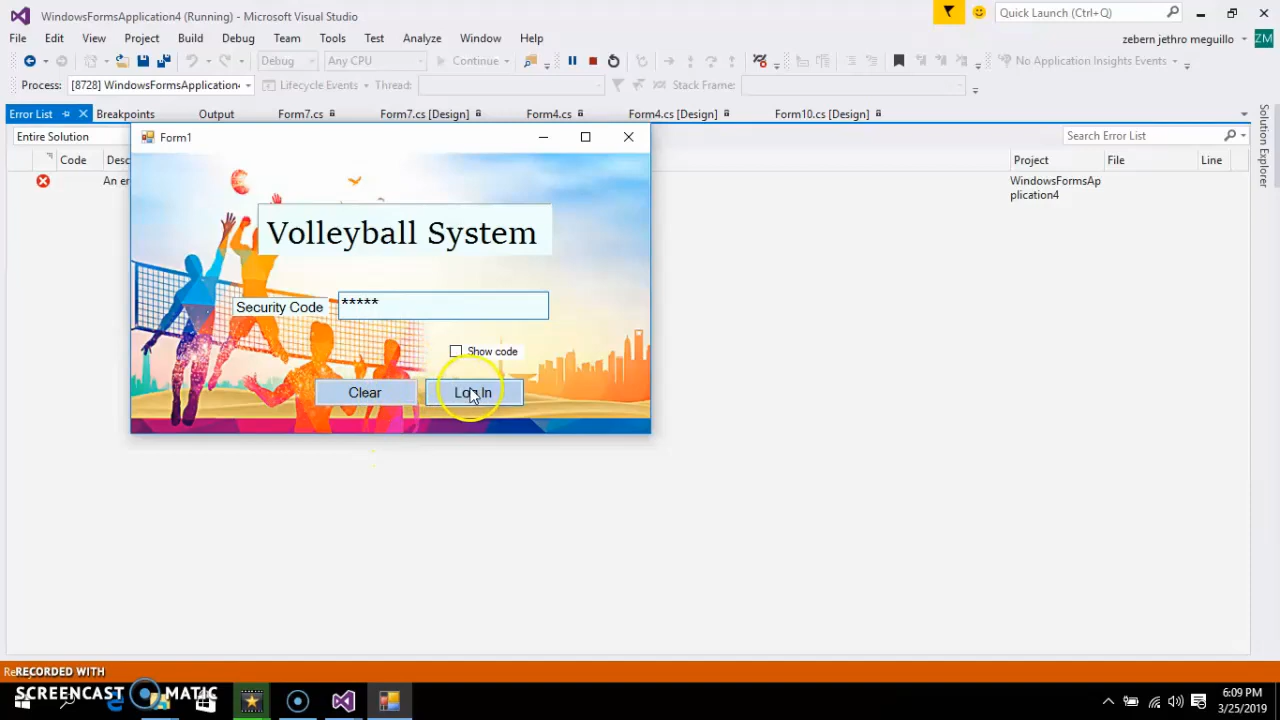 WindowsFormsApplication4 (Running) - Microsoft Visual Studio
Quick Launch (Ctrl+Q)
File Edit View Project Build Debug Team Tools Test Analyze Window Help
zebern jethro meguillo
ZM
Debug Any CPU Continue No Application Insights Events
Process: [8728] WindowsFormsApplication4 Lifecycle Events Thread: Stack Frame:
Error List Breakpoints Output Form7.cs Form7.cs [Design] Form4.cs Form4.cs [Design] Form10.cs [Design]
Solution Explorer
Entire Solution
Search Error List
Form1
Code Project File Line
An WindowsFormsAp
plication4
Volleyball System
Security Code *****
Show code
Clear Log In
RECORDED WITH
SCREENCAST MATIC
6:09 PM
3/25/2019